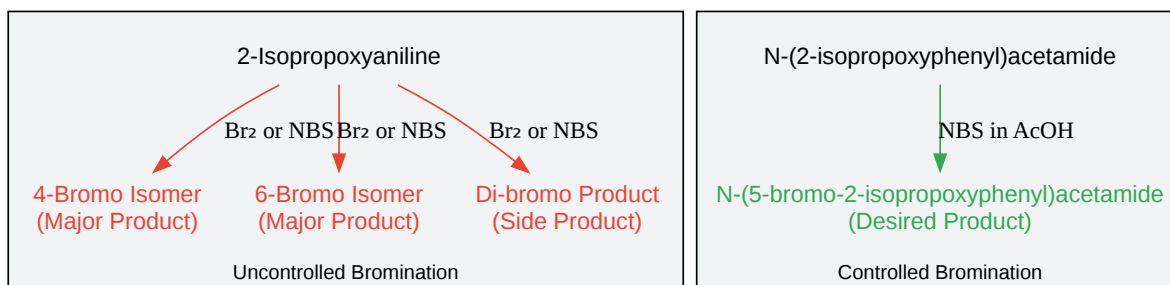 2-Isopropoxyaniline
Br₂ or NBS
Br₂ or NBS
Br₂ or NBS
4-Bromo Isomer
(Major Product)
6-Bromo Isomer
(Major Product)
Di-bromo Product
(Side Product)
Uncontrolled Bromination
N-(2-isopropoxyphenyl)acetamide
NBS in AcOH
N-(5-bromo-2-isopropoxyphenyl)acetamide
(Desired Product)
Controlled Bromination